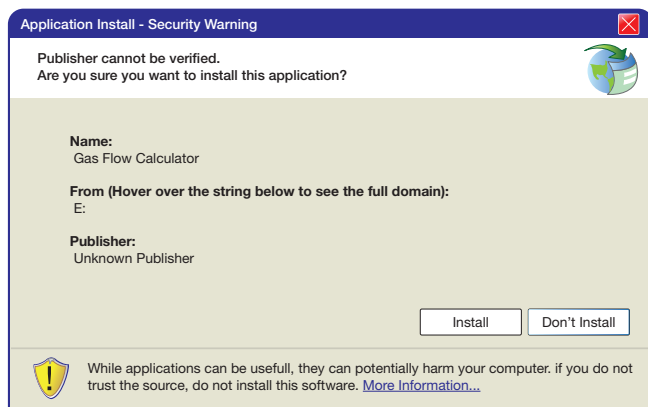 Application Install - Security Warning
Publisher cannot be verified.
Are you sure you want to install this application?
Name:
Gas Flow Calculator
From (Hover over the string below to see the full domain):
E:
Publisher:
Unknown Publisher
Install
Don't Install
While applications can be usefull, they can potentially harm your computer. if you do not
trust the source, do not install this software. More Information...